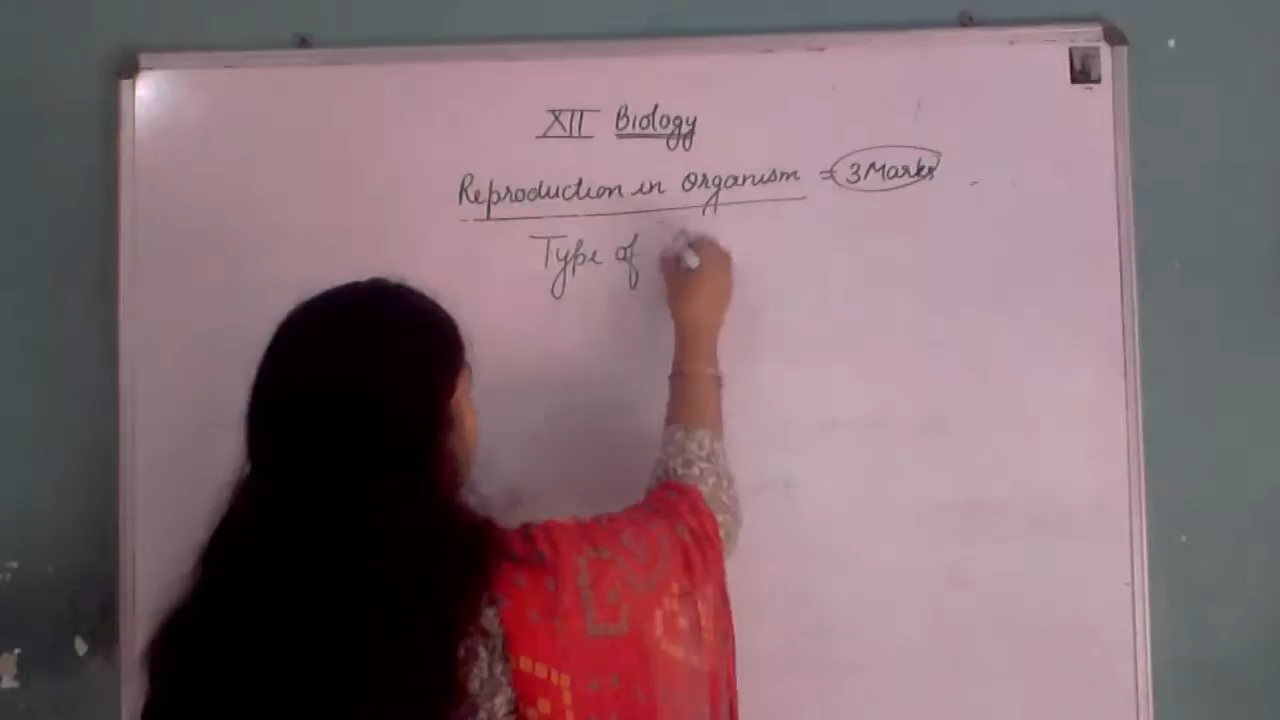 XII Biology
Reproduction in Organism = 3 Marks
Type of